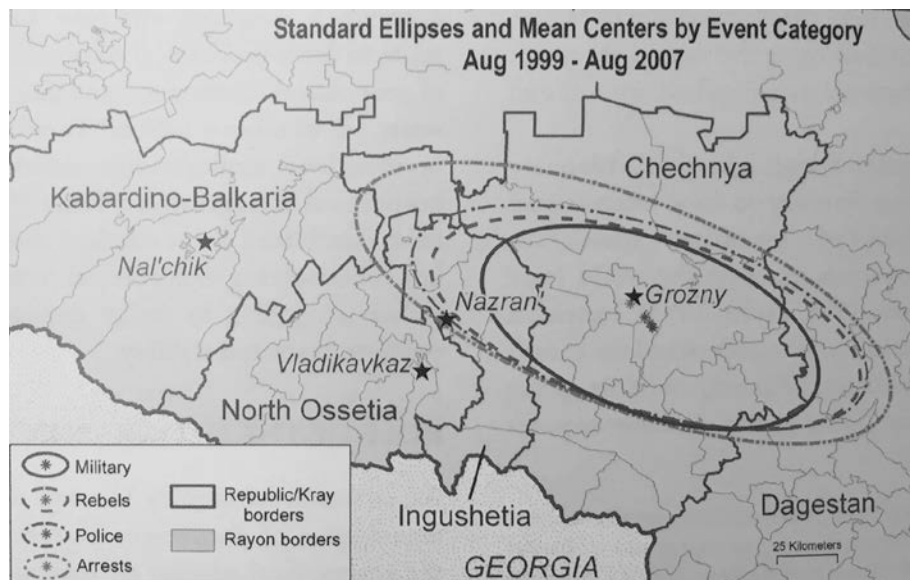 Standard Ellipses and Mean Centers by Event Category
Aug 1999 - Aug 2007
Chechnya
Kabardino-Balkaria
Nal'chik
Grozny
Nazran
Vladikavkaz
North Ossetia
Military
Rebels
Police
Arrests
Republic/Kray
borders
Rayon borders
Ingushetia
Dagestan
25 Kilometers
GEORGIA